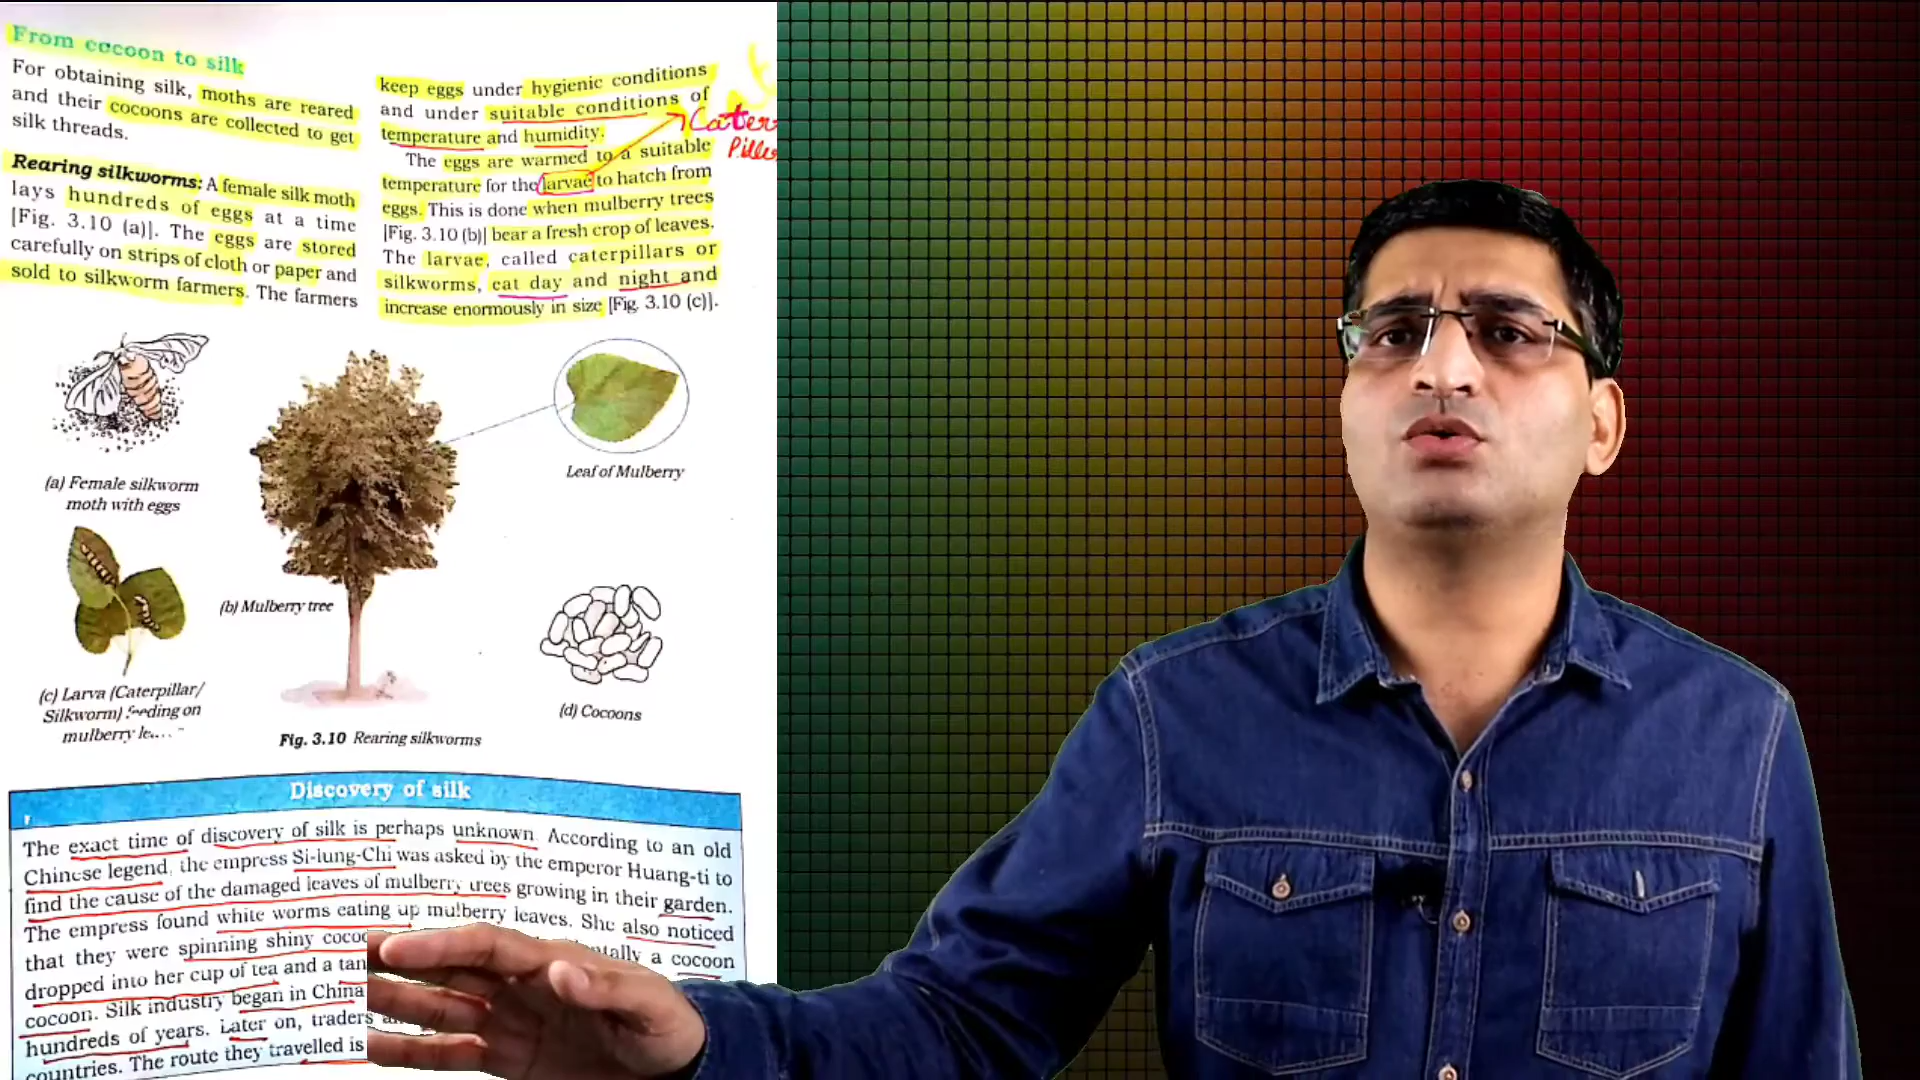 From cocoon to silk
For obtaining silk, moths are reared
and their cocoons are collected to get
silk threads.
Rearing silkworms: A female silk moth
lays hundreds of eggs at a time
[Fig. 3.10 (a)]. The eggs are stored
carefully on strips of cloth or paper and
sold to silkworm farmers. The farmers
keep eggs under hygienic conditions
and under suitable conditions of
temperature and humidity.
The eggs are warmed to a suitable
temperature for the larvae to hatch from
eggs. This is done when mulberry trees
[Fig. 3.10 (b)] bear a fresh crop of leaves.
The larvae, called caterpillars or
silkworms, eat day and night and
increase enormously in size [Fig. 3.10 (c)].
Cater
Piller
(a) Female silkworm
moth with eggs
Leaf of Mulberry
(b) Mulberry tree
(c) Larva (Caterpillar/
Silkworm) feeding on
mulberry
(d) Cocoons
Fig. 3.10 Rearing silkworms
Discovery of silk
The exact time of discovery of silk is perhaps unknown. According to an old
Chinese legend, the empress Si-lung-Chi was asked by the emperor Huang-ti to
find the cause of the damaged leaves of mulberry trees growing in their garden.
The empress found white worms eating up mulberry leaves. She also noticed
that they were spinning shiny a cocoon
dropped into her cup of tea and a
cocoon. Silk industry began in China
hundreds of years. Later on, traders
countries. The route they travelled is